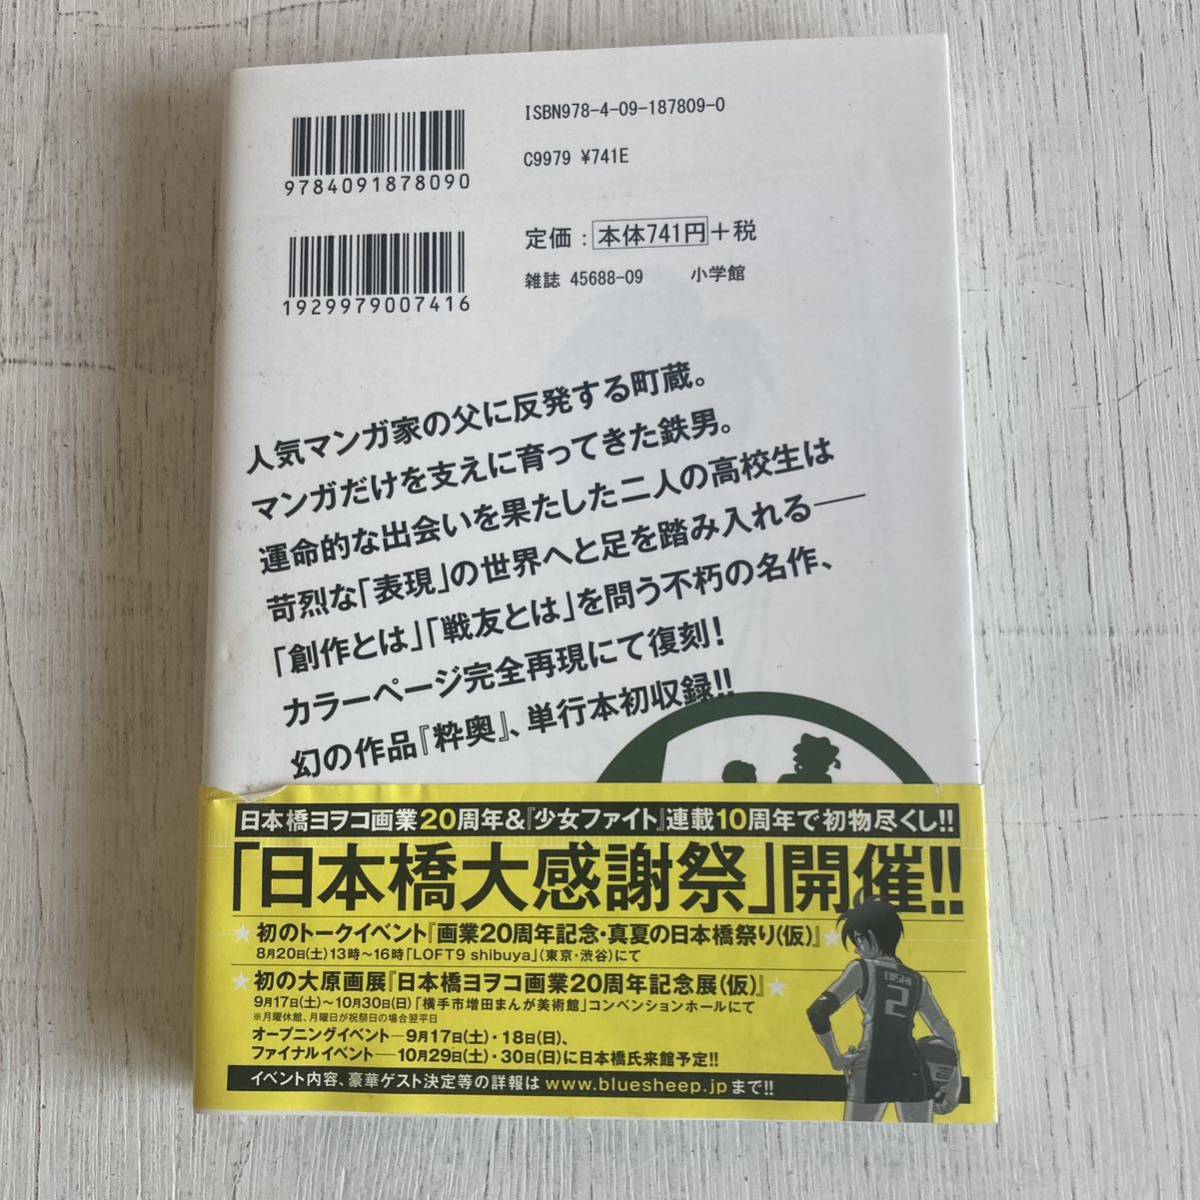 ISBN978-4-09-187809-0
C9979 ¥741E
9784091878090
定価：本体741円+税
雑誌 45688-09 小学館
1929979007416
人気マンガ家の父に反発する町蔵。
マンガだけを支えに育ってきた鉄男。
運命的な出会いを果たした二人の高校生は
苛烈な「表現」の世界へと足を踏み入れる──
「創作とは」「戦友とは」を問う不朽の名作、
カラーページ完全再現にて復刻！
幻の作品『粋奥』、単行本初収録!!
日本橋ヨヲコ画業20周年&『少女ファイト』連載10周年で初物尽くし!!
「日本橋大感謝祭」開催!!
★初のトークイベント『画業20周年記念・真夏の日本橋祭り(仮)』★
8月20日(土)13時～16時「LOFT9 shibuya」(東京・渋谷)にて
★初の大原画展『日本橋ヨヲコ画業20周年記念展(仮)』★
9月17日(土)～10月30日(日)「横手市増田まんが美術館」コンベンションホールにて
※月曜休館、月曜日が祝祭日の場合翌平日
オープニングイベント─9月17日(土)・18日(日)、
ファイナルイベント──10月29日(土)・30日(日)に日本橋氏来館予定!!
イベント内容、豪華ゲスト決定等の詳報は www.bluesheep.jp まで!!
OISHI
2